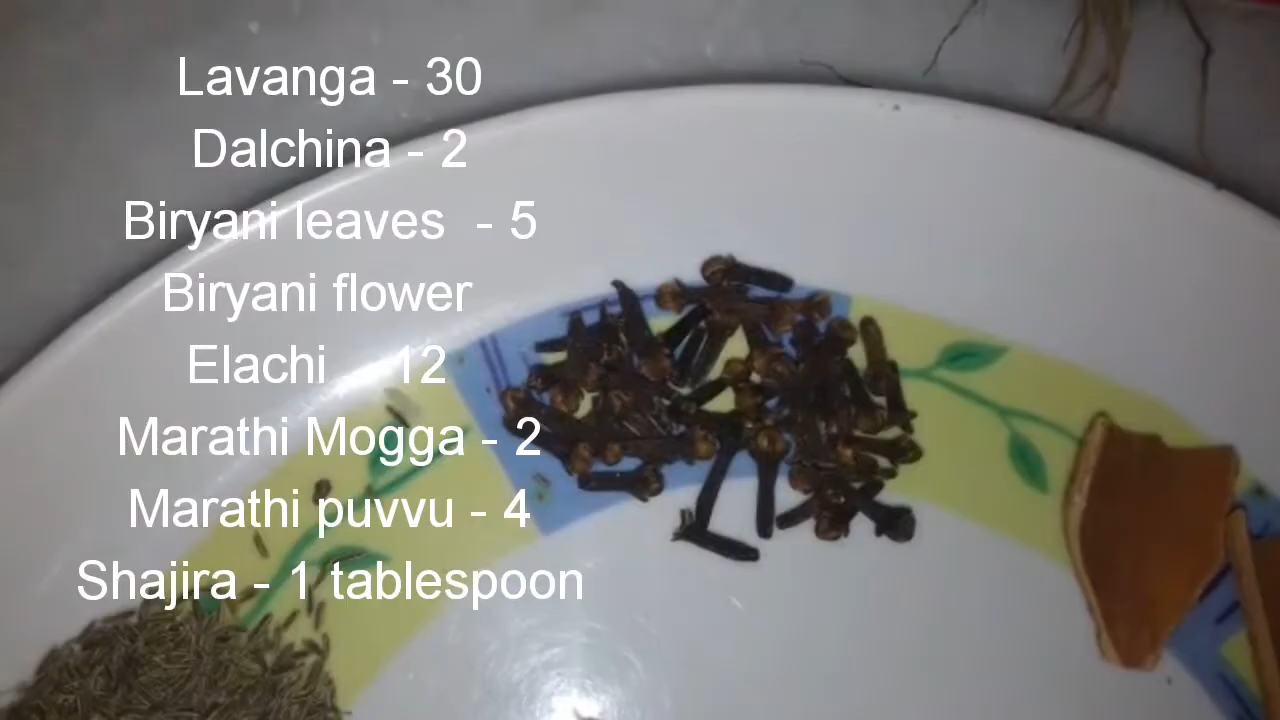 Lavanga - 30
Dalchina - 2
Biryani leaves - 5
Biryani flower
Elachi - 12
Marathi Mogga - 2
Marathi puvvu - 4
Shajira - 1 tablespoon